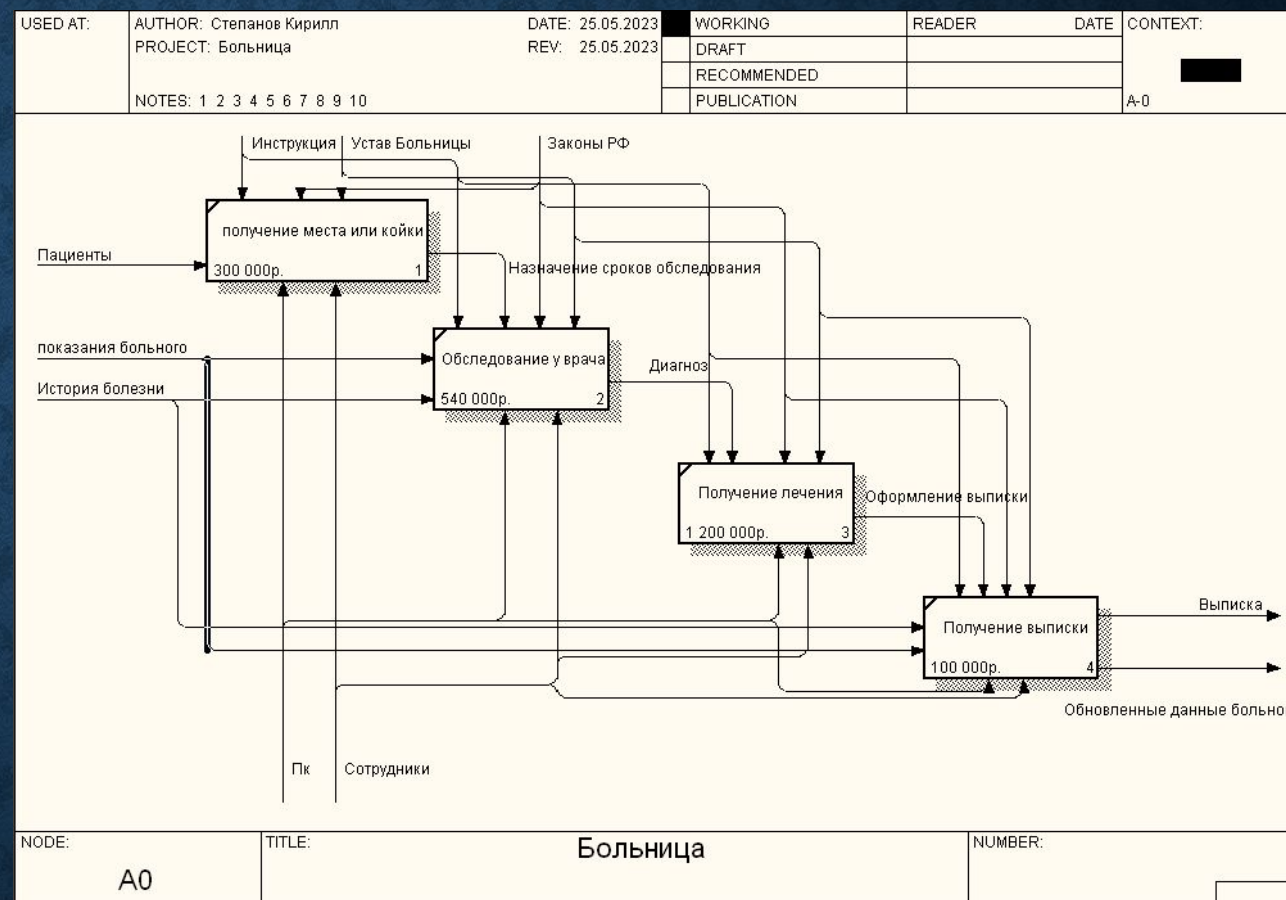 USED AT:
AUTHOR: Степанов Кирилл
DATE: 25.05.2023
PROJECT: Больница
REV: 25.05.2023
NOTES: 1 2 3 4 5 6 7 8 9 10
WORKING
DRAFT
RECOMMENDED
PUBLICATION
READER
DATE
CONTEXT:
A-0
Инструкция
Устав Больницы
Законы РФ
получение места или койки
300 000р.
1
Пациенты
Назначение сроков обследования
показания больного
Обследование у врача
540 000р.
2
История болезни
Диагноз
Получение лечения
1 200 000р.
3
Оформление выписки
Получение выписки
100 000р.
4
Выписка
Обновленные данные больно
Пк
Сотрудники
NODE:
A0
TITLE:
Больница
NUMBER: